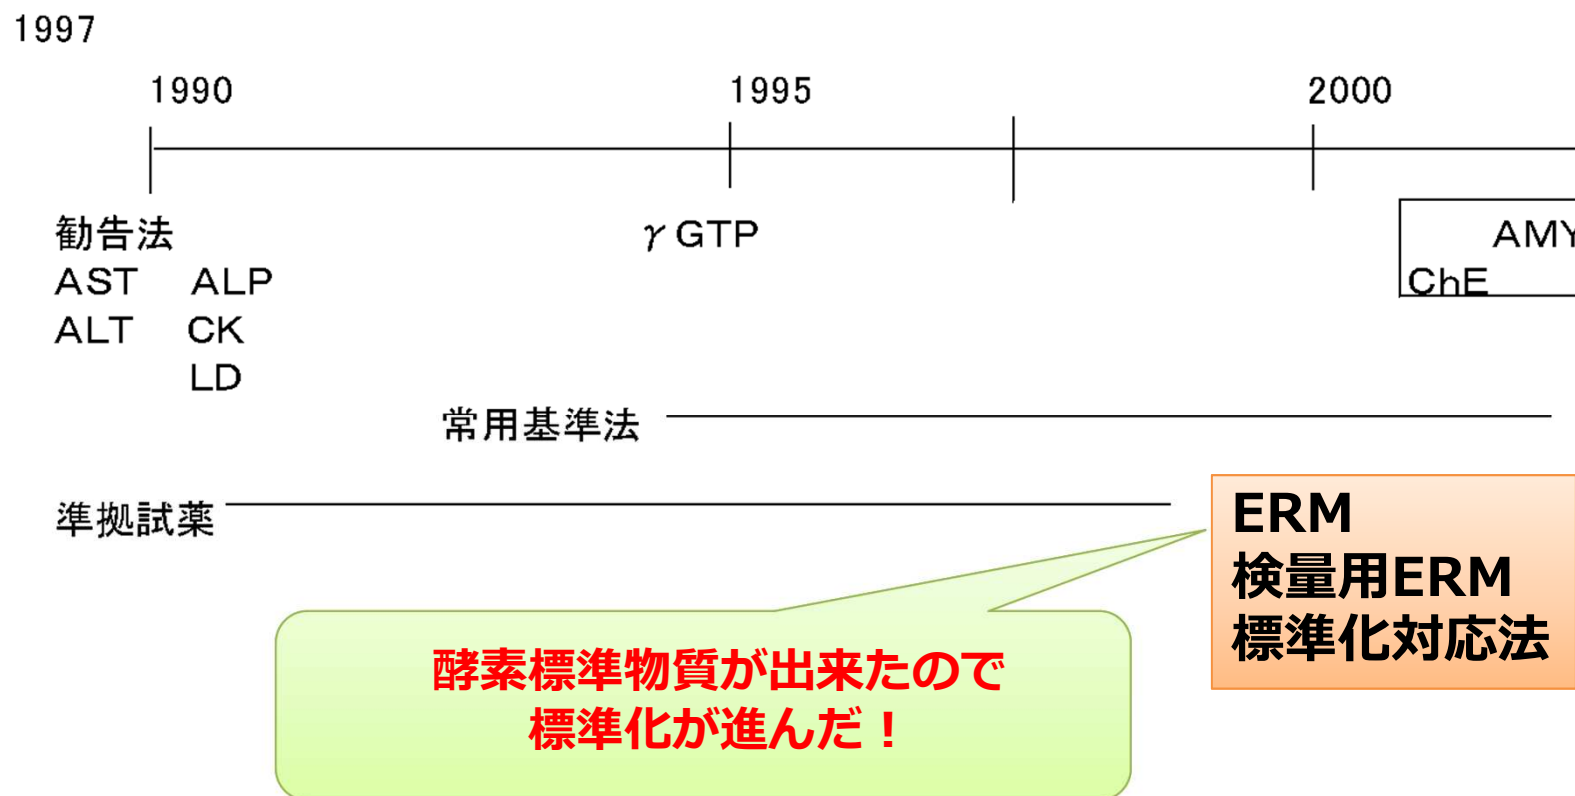 1997
1990 1995 2000
勧告法 γGTP AMY
AST ALP ChE
ALT CK
LD
常用基準法
準拠試薬
ERM
検量用ERM
標準化対応法
酵素標準物質が出来たので
標準化が進んだ！